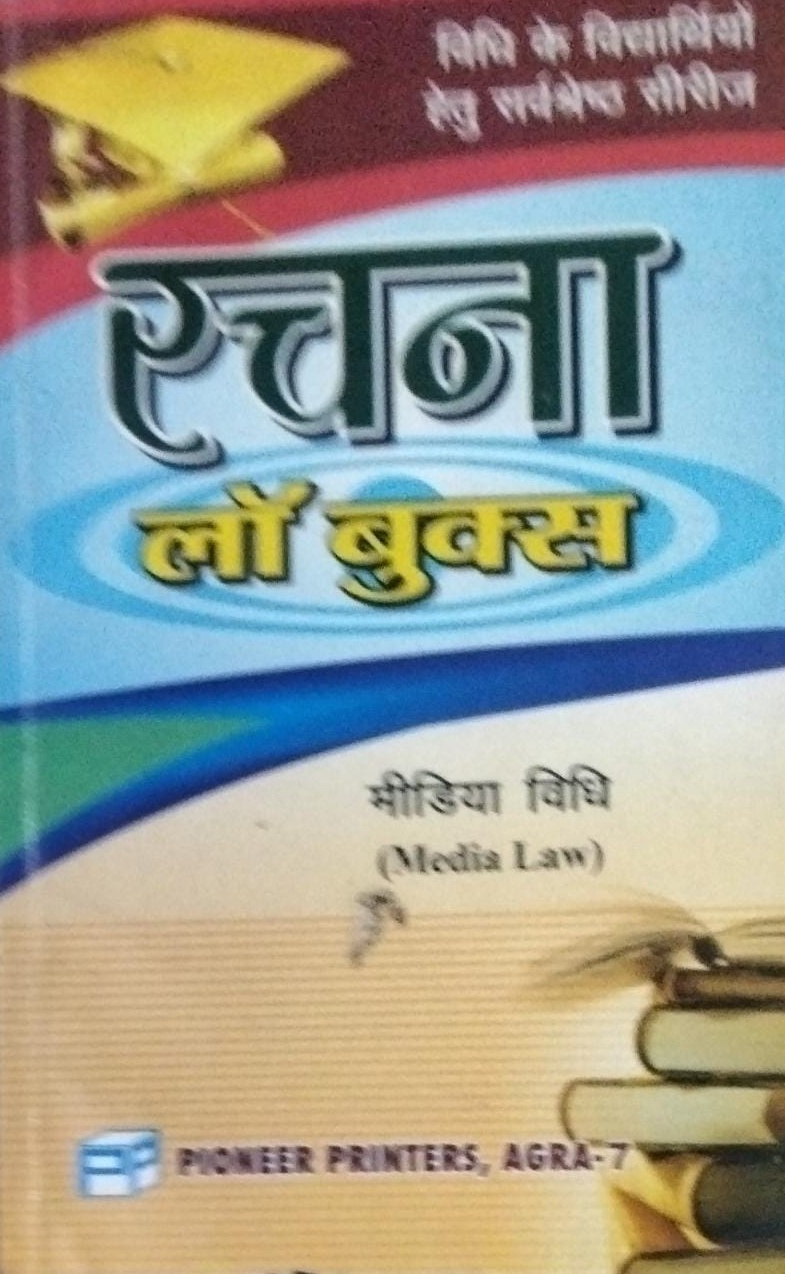 विधि के विद्यार्थियों
हेतु सर्वश्रेष्ठ सीरीज
रचना
लॉ बुक्स
मीडिया विधि
(Media Law)
PIONEER PRINTERS, AGRA-7